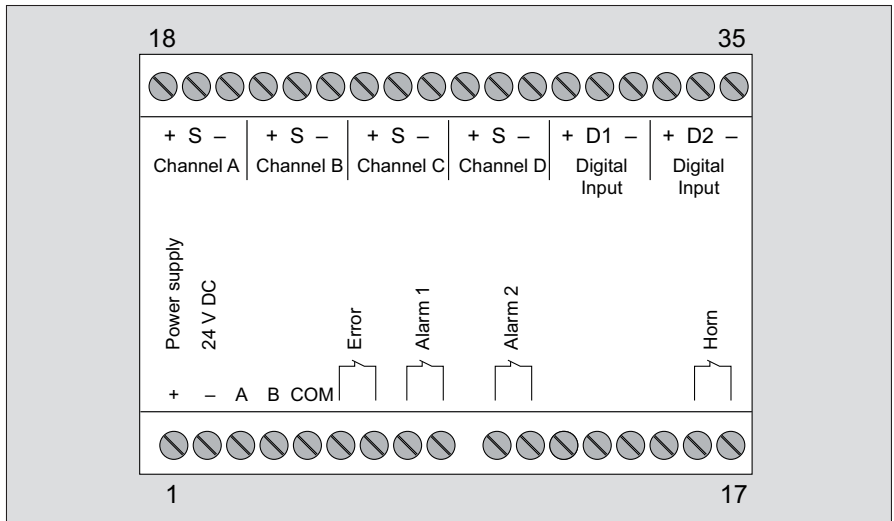 18 35
+ S – + S – + S – + S – + D1 – + D2 –
Channel A Channel B Channel C Channel D Digital Input Digital Input
Power supply
24 V DC
Error
Alarm 1
Alarm 2
Horn
+ – A B COM
1 17